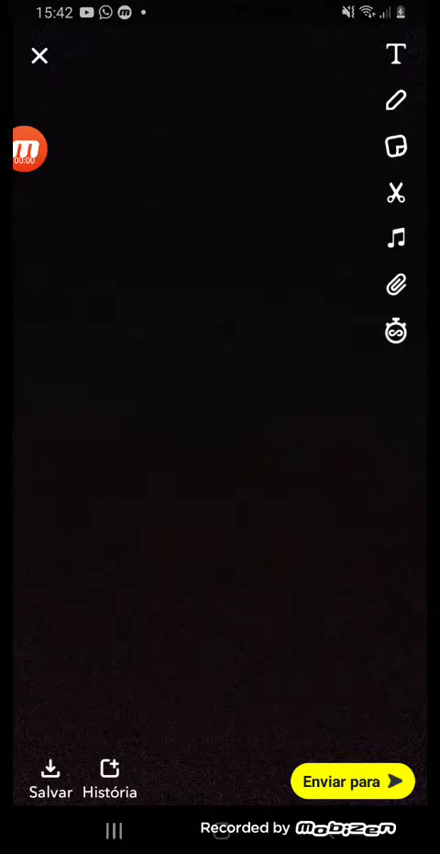 15:42
m
00:00
T
Salvar
História
Enviar para
Recorded by mobizen